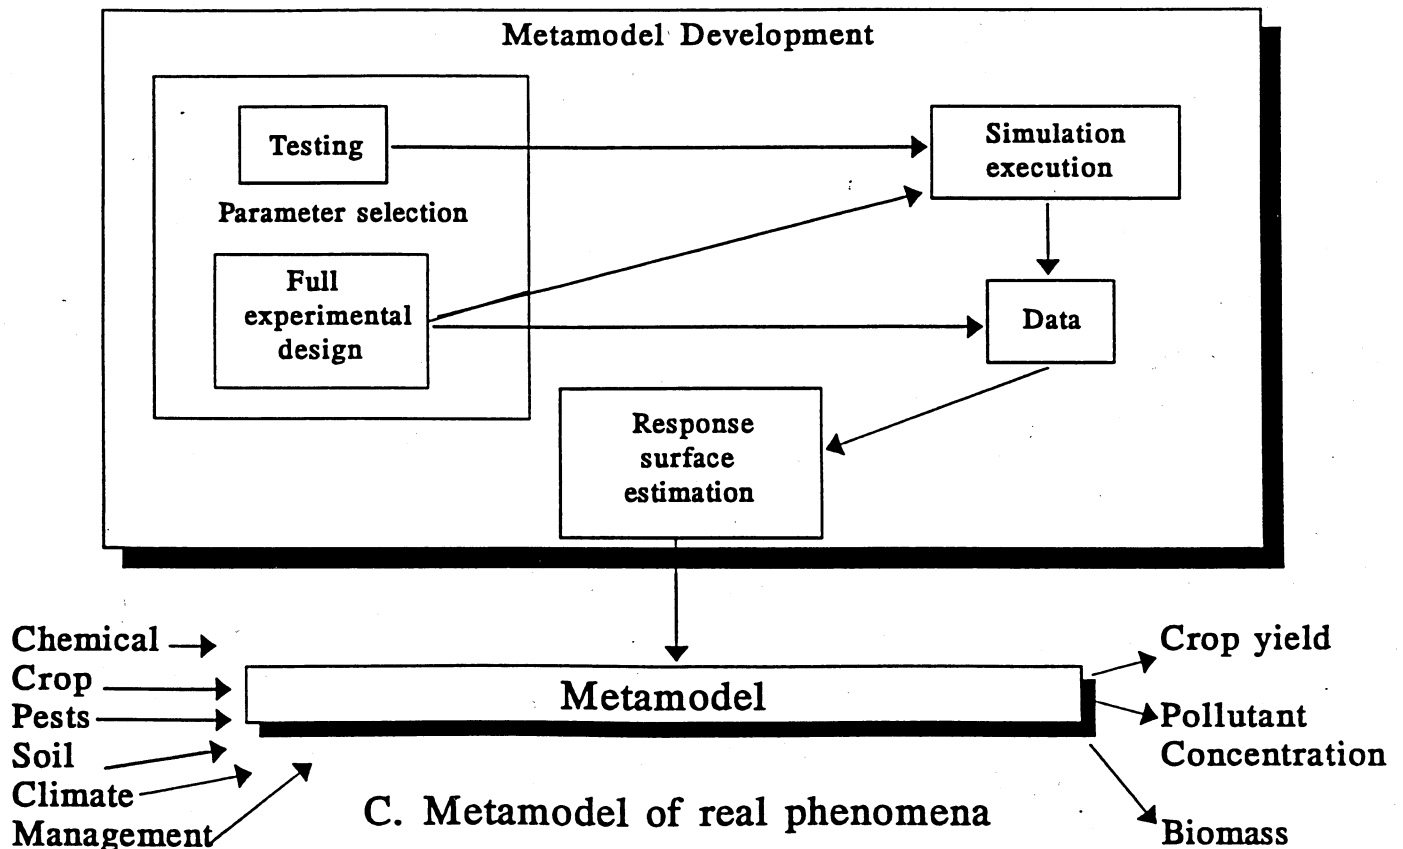 Metamodel Development
Testing
Simulation
execution
Parameter selection
Full
experimental
design
Data
Response
surface
estimation
Chemical
Crop
Pests
Soil
Climate
Management
Metamodel
Crop yield
Pollutant
Concentration
Biomass
C. Metamodel of real phenomena